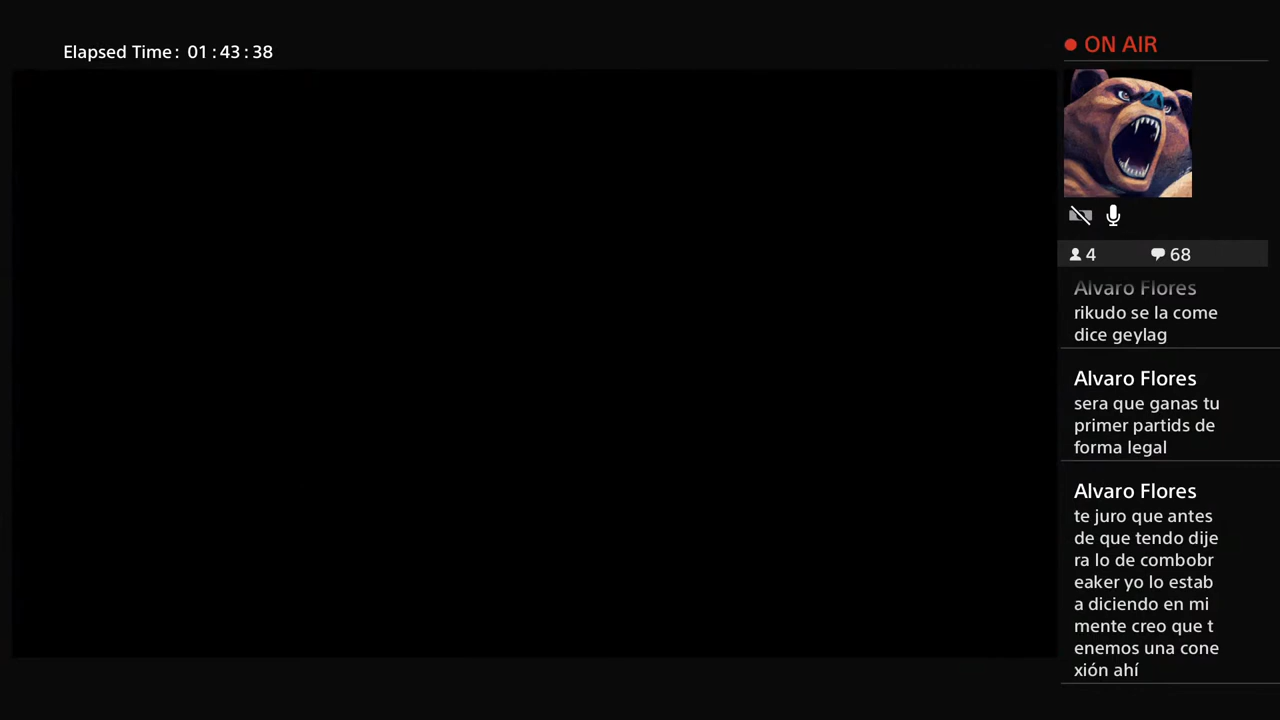 Elapsed Time: 01:43:38
ON AIR
4 68
Alvaro Flores
rikudo se la come
dice geylag
Alvaro Flores
sera que ganas tu
primer partids de
forma legal
Alvaro Flores
te juro que antes
de que tendo dije
ra lo de combobr
eaker yo lo estab
a diciendo en mi
mente creo que t
enemos una cone
xión ahí